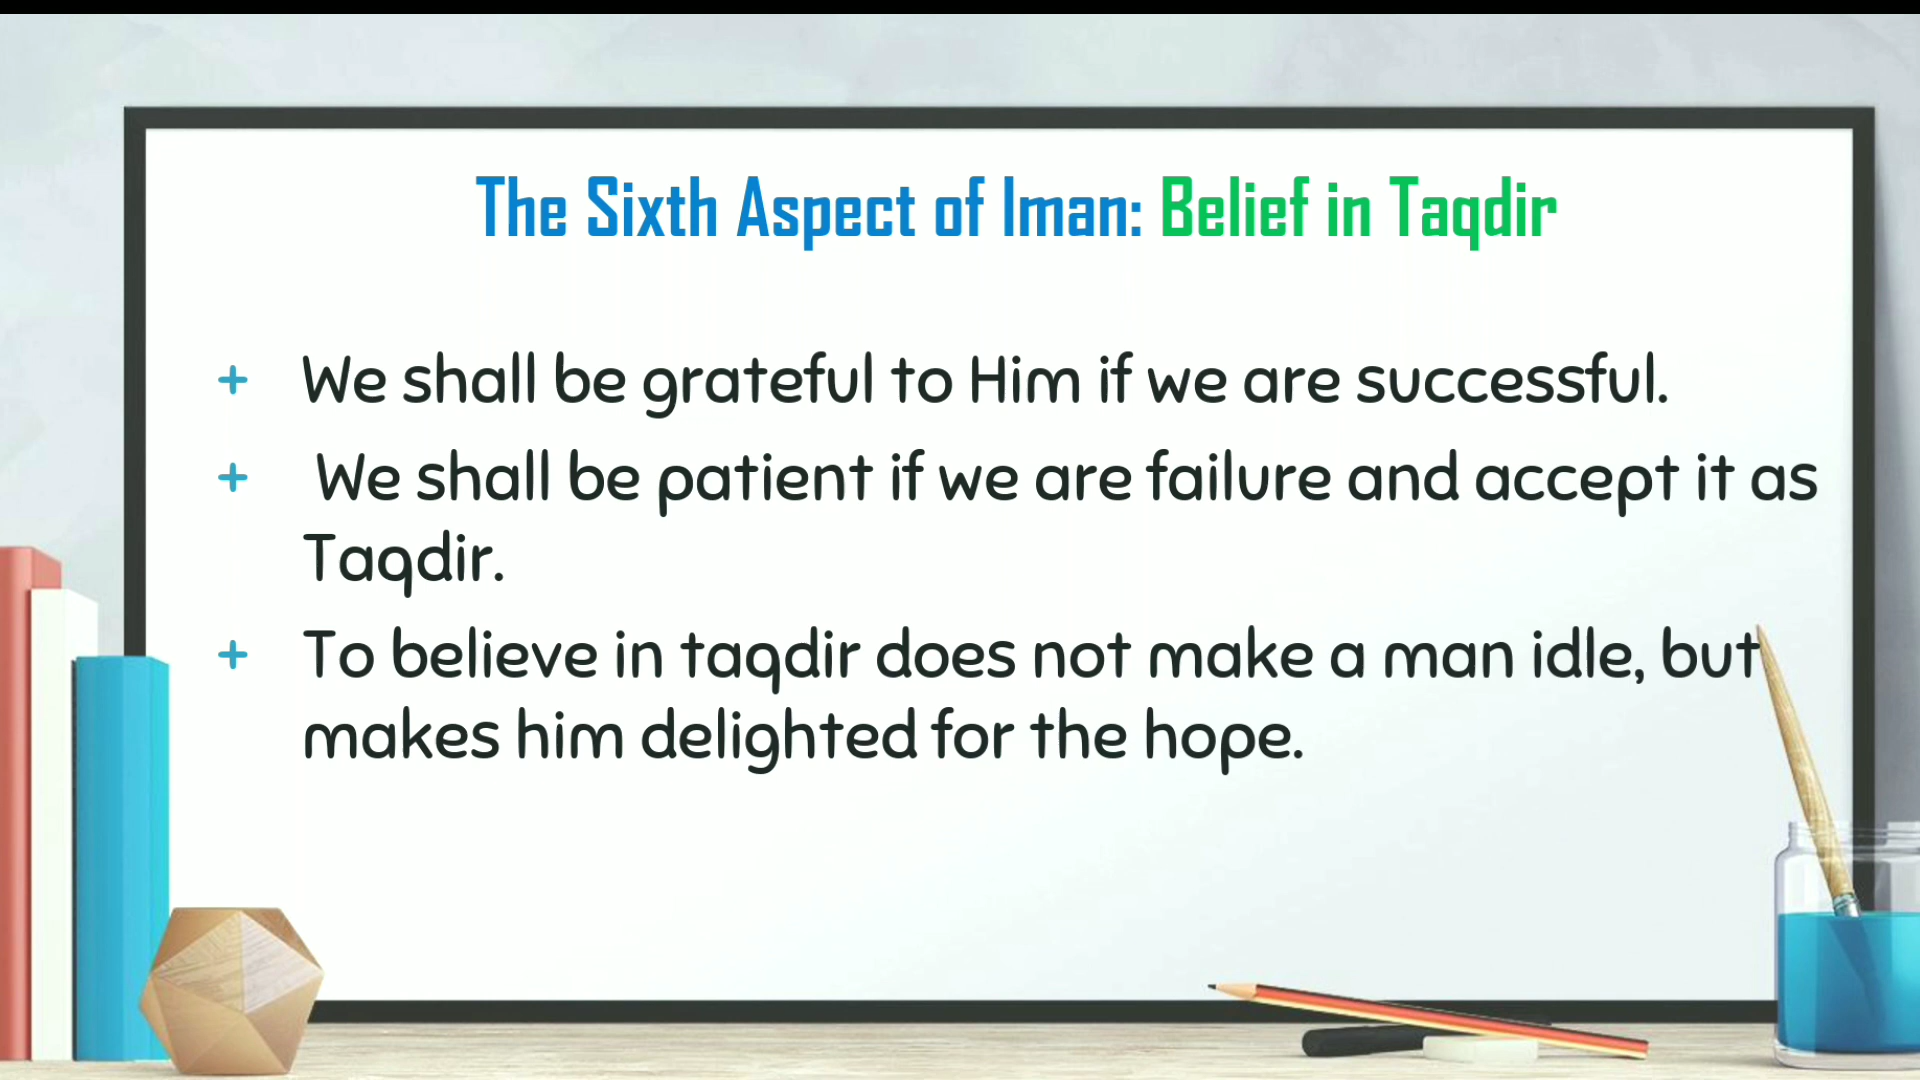 The Sixth Aspect of Iman: Belief in Taqdir
+ We shall be grateful to Him if we are successful.
+ We shall be patient if we are failure and accept it as
Taqdir.
+ To believe in taqdir does not make a man idle, but
makes him delighted for the hope.